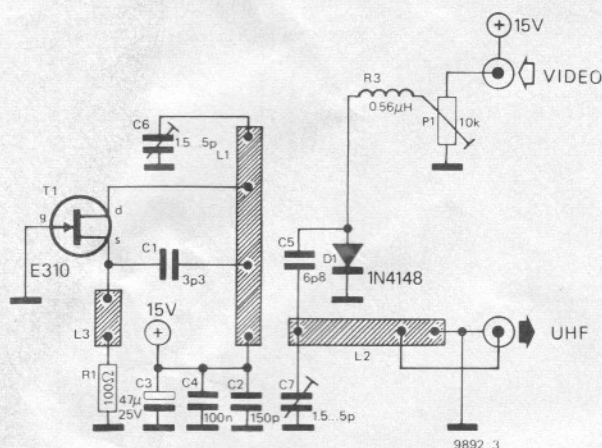 15V
VIDEO
R3
0.56µH
P1
10k
C6
1.5...5p
L1
T1
g
d
s
E310
C1
3p3
C5
6p8
D1
1N4148
L3
15V
L2
UHF
R1
100Ω
C3
47µ
25V
C4
100n
C2
150p
C7
1.5...5p
9892 3